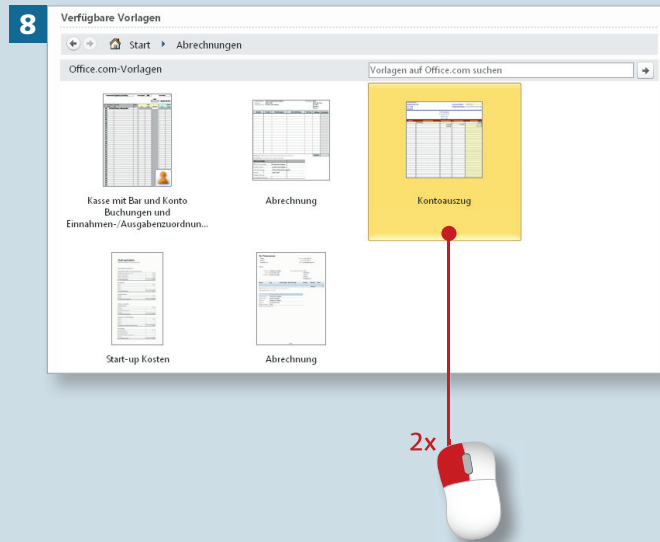 8
Verfügbare Vorlagen
Start
Abrechnungen
Office.com-Vorlagen
Vorlagen auf Office.com suchen
Kasse mit Bar und Konto
Buchungen und
Einnahmen-/Ausgabenzuordnun...
Abrechnung
Kontoauszug
Start-up Kosten
Abrechnung
2x